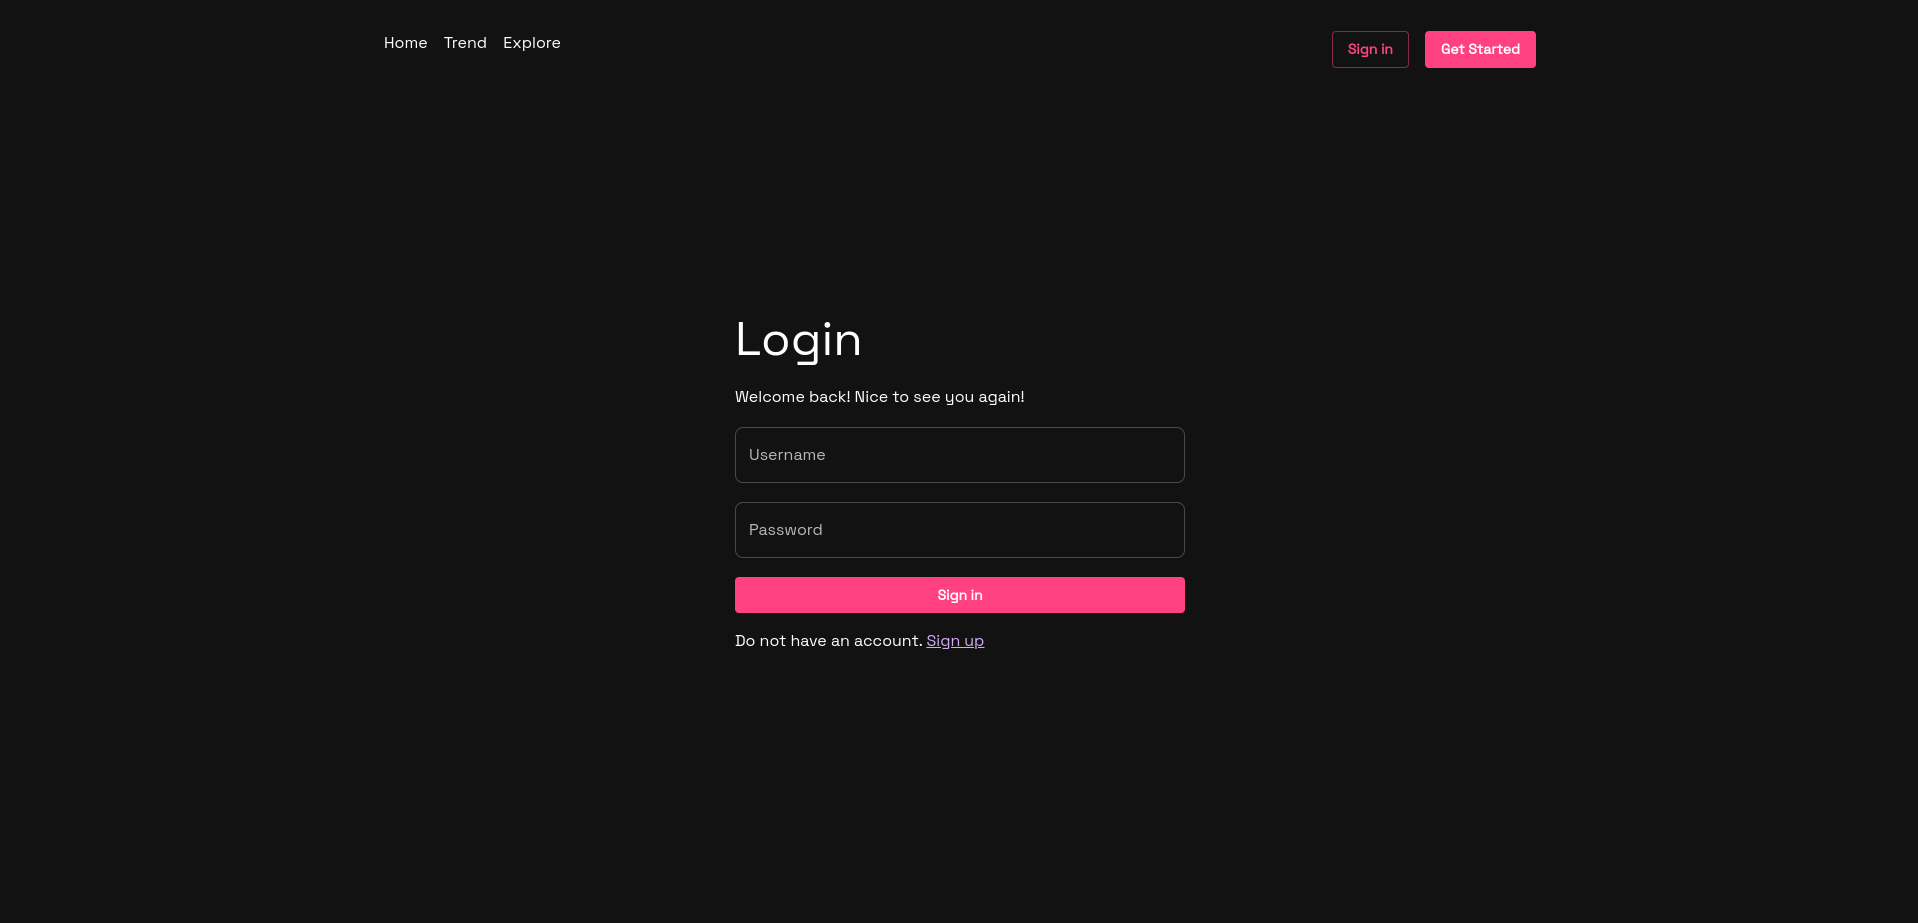 Home Trend Explore Sign in Get Started
Login
Welcome back! Nice to see you again!
Username
Password
Sign in
Do not have an account. Sign up